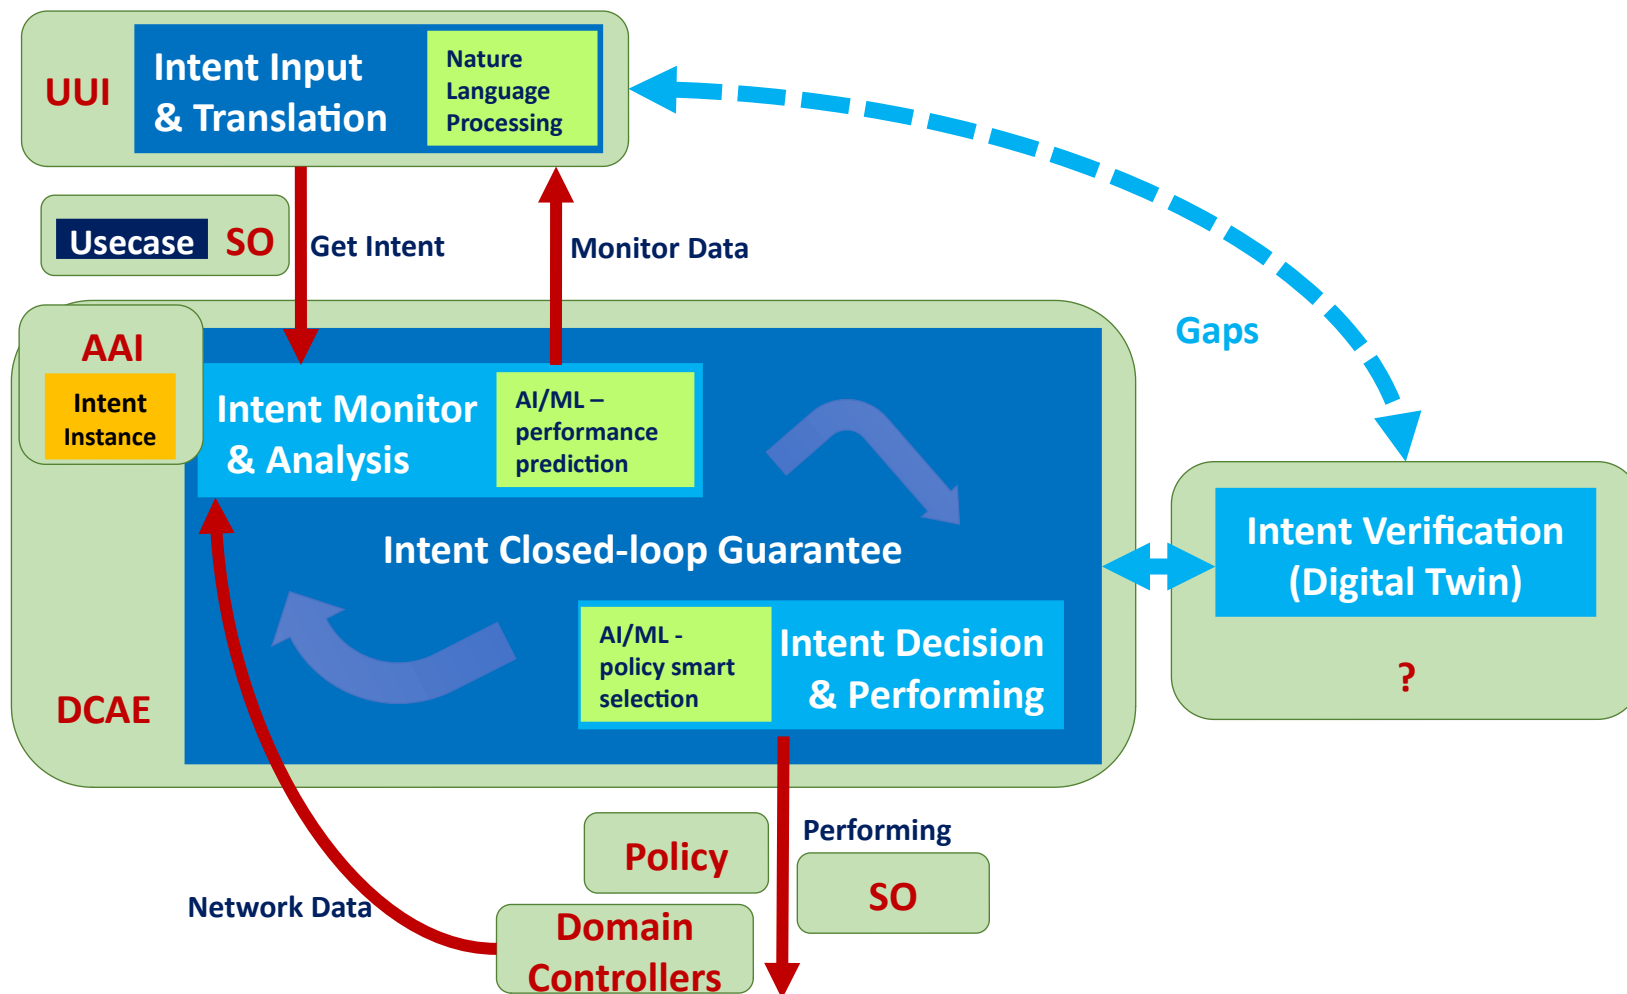 UUI
Intent Input
& Translation
Nature
Language
Processing
Usecase
SO
Get Intent
Monitor Data
Gaps
AAI
Intent
Instance
Intent Monitor
& Analysis
AI/ML –
performance
prediction
Intent Closed-loop Guarantee
AI/ML -
policy smart
selection
Intent Decision
& Performing
DCAE
Intent Verification
(Digital Twin)
?
Policy
Performing
SO
Network Data
Domain
Controllers